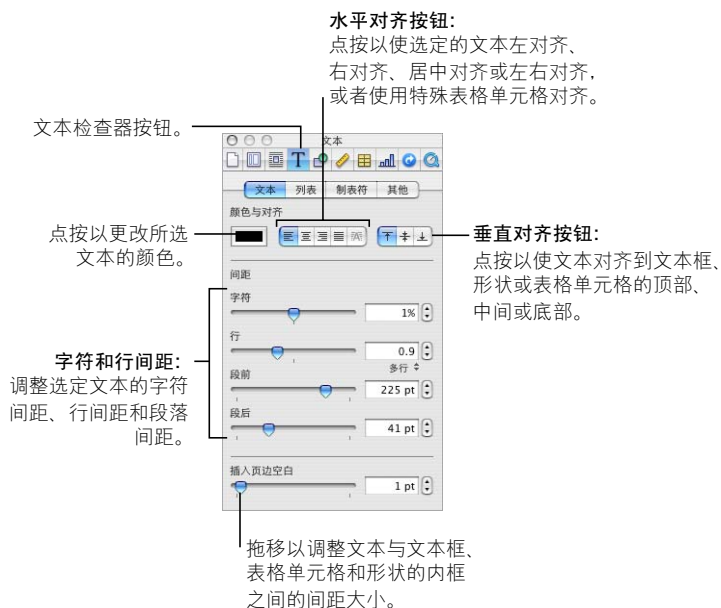 水平对齐按钮:
点按以使选定的文本左对齐、
右对齐、居中对齐或左右对齐，
或者使用特殊表格单元格对齐。
文本检查器按钮。
文本
T
文本 列表 制表符 其他
颜色与对齐
点按以更改所选
文本的颜色。
垂直对齐按钮:
点按以使文本对齐到文本框、
形状或表格单元格的顶部、
中间或底部。
间距
字符
1%
行
0.9
多行
字符和行间距:
调整选定文本的字符
间距、行间距和段落
间距。
段前
225 pt
段后
41 pt
插入页边空白
1 pt
拖移以调整文本与文本框、
表格单元格和形状的内框
之间的间距大小。